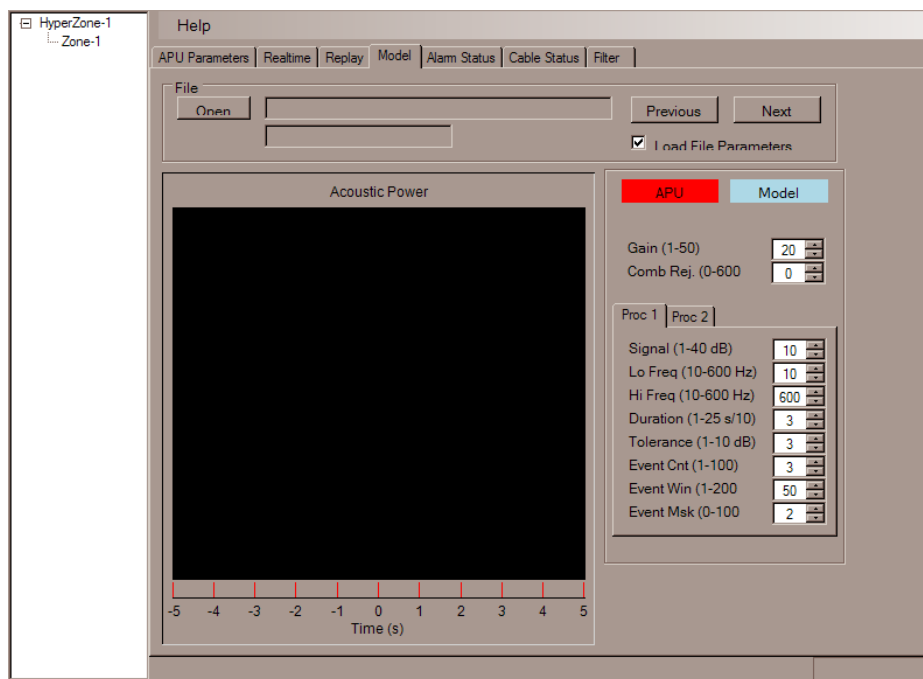 HyperZone-1
Zone-1
Help
APU Parameters Realtime Replay Model Alarm Status Cable Status Filter
File
Open
Previous Next
Load File Parameters
Acoustic Power
APU Model
Gain (1-50) 20
Comb Rej. (0-600 0
Proc 1 Proc 2
Signal (1-40 dB) 10
Lo Freq (10-600 Hz) 10
Hi Freq (10-600 Hz) 600
Duration (1-25 s/10) 3
Tolerance (1-10 dB) 3
Event Cnt (1-100) 3
Event Win (1-200 50
Event Msk (0-100 2
-5 -4 -3 -2 -1 0 1 2 3 4 5
Time (s)